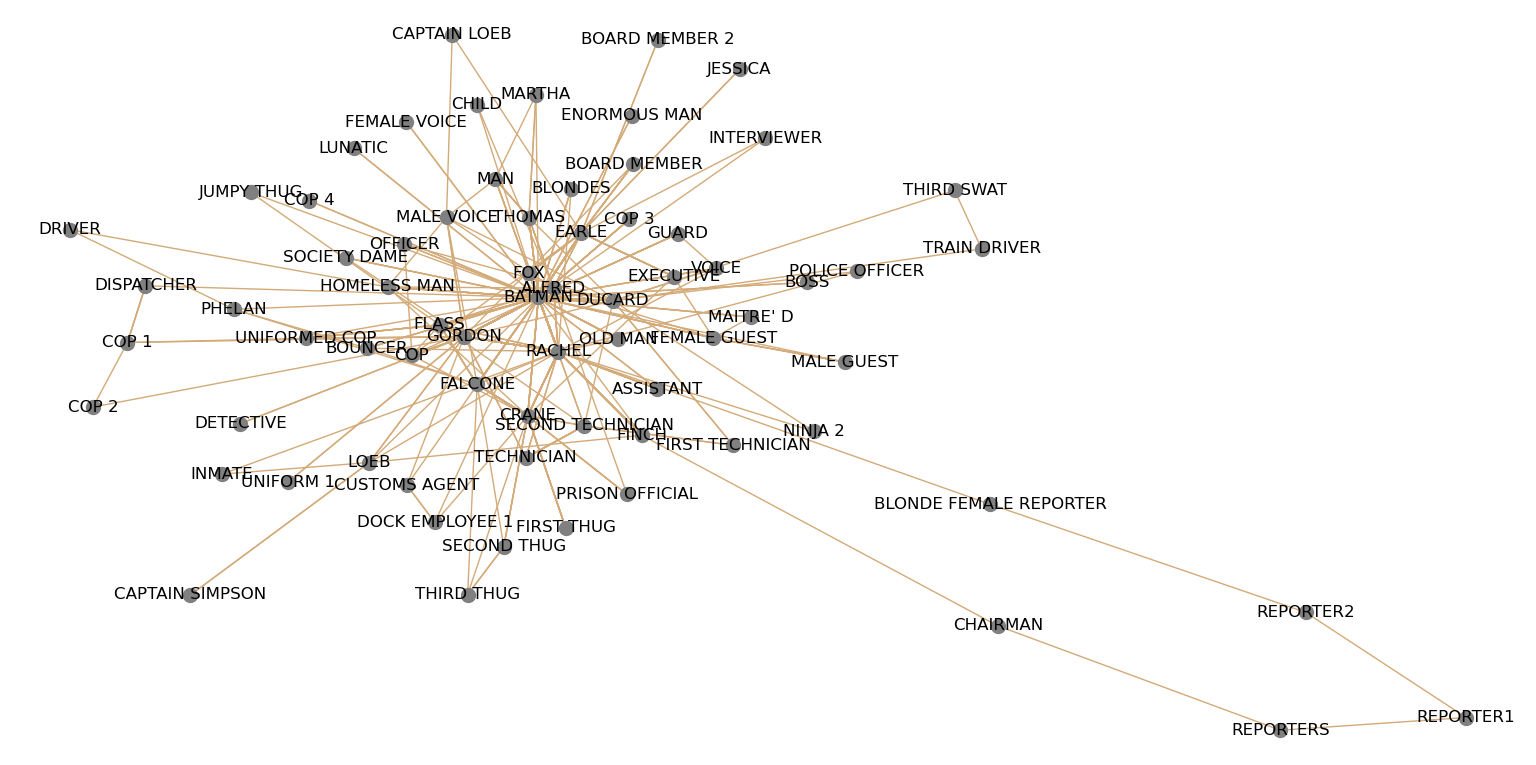 CAPTAIN LOEB
BOARD MEMBER 2
JESSICA
MARTHA
CHILD
ENORMOUS MAN
FEMALE VOICE
INTERVIEWER
LUNATIC
BOARD MEMBER
MAN
BLONDES
JUMPY THUG
COP 4
THIRD SWAT
MALE VOICE
THOMAS
COP 3
DRIVER
EARLE
GUARD
OFFICER
TRAIN DRIVER
SOCIETY DAME
VOICE
FOX
EXECUTIVE
POLICE OFFICER
BOSS
DISPATCHER
HOMELESS MAN
ALFRED
BATMAN
DUCARD
PHELAN
MAITRE' D
FLASS
UNIFORMED COP
GORDON
OLD MAN
FEMALE GUEST
COP 1
BOUNCER
COP
RACHEL
MALE GUEST
FALCONE
ASSISTANT
COP 2
CRANE
DETECTIVE
SECOND TECHNICIAN
NINJA 2
FINCH
FIRST TECHNICIAN
TECHNICIAN
LOEB
INMATE
UNIFORM 1
CUSTOMS AGENT
PRISON OFFICIAL
BLONDE FEMALE REPORTER
DOCK EMPLOYEE 1
FIRST THUG
SECOND THUG
CAPTAIN SIMPSON
THIRD THUG
REPORTER2
CHAIRMAN
REPORTER1
REPORTERS